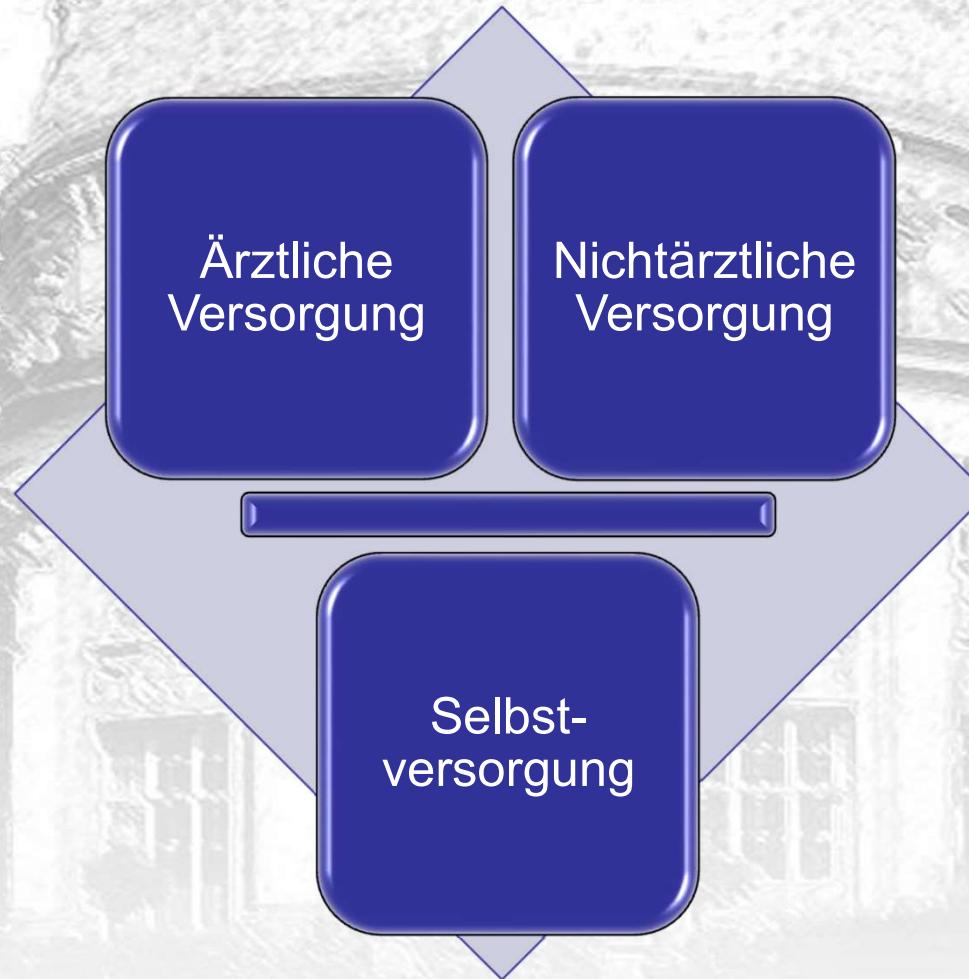 Ärztliche
Versorgung
Nichtärztliche
Versorgung
Selbst-
versorgung